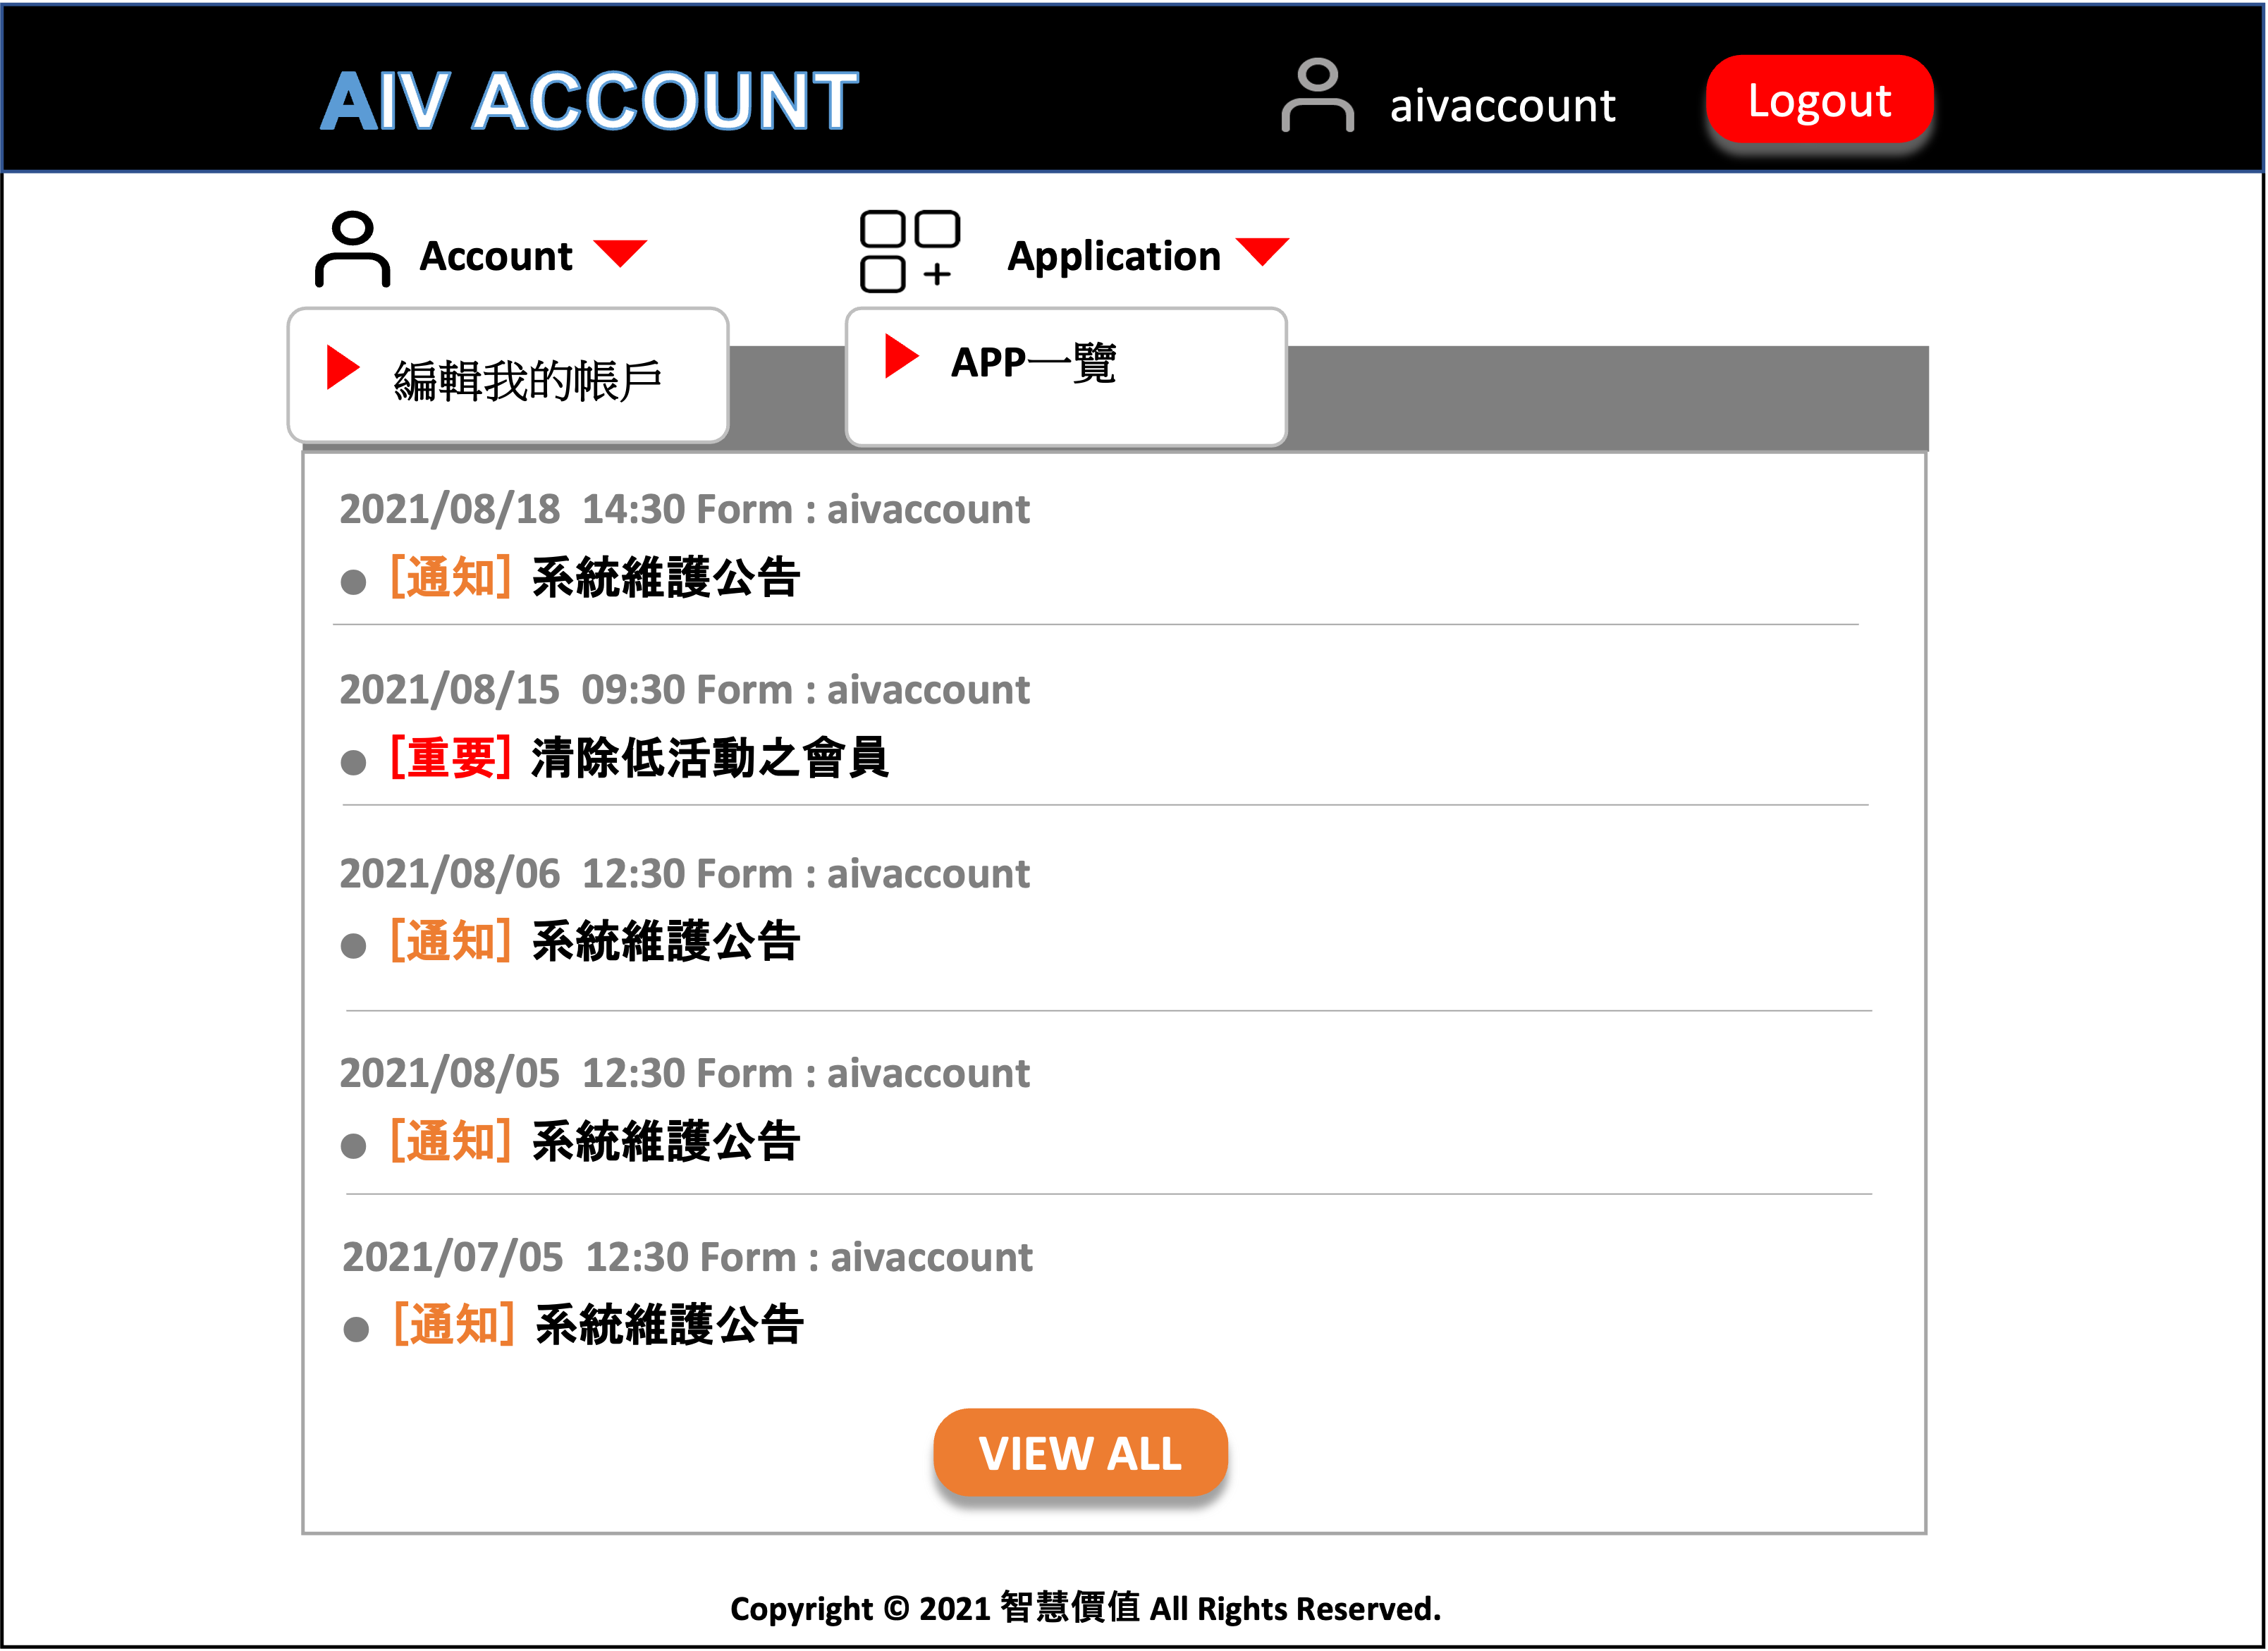 AIV ACCOUNT
aivaccount
Logout
Account
Application
編輯我的帳戶
APP一覽
2021/08/18 14:30 Form : aivaccount
[通知] 系統維護公告
2021/08/15 09:30 Form : aivaccount
[重要] 清除低活動之會員
2021/08/06 12:30 Form : aivaccount
[通知] 系統維護公告
2021/08/05 12:30 Form : aivaccount
[通知] 系統維護公告
2021/07/05 12:30 Form : aivaccount
[通知] 系統維護公告
VIEW ALL
Copyright © 2021 智慧價值 All Rights Reserved.